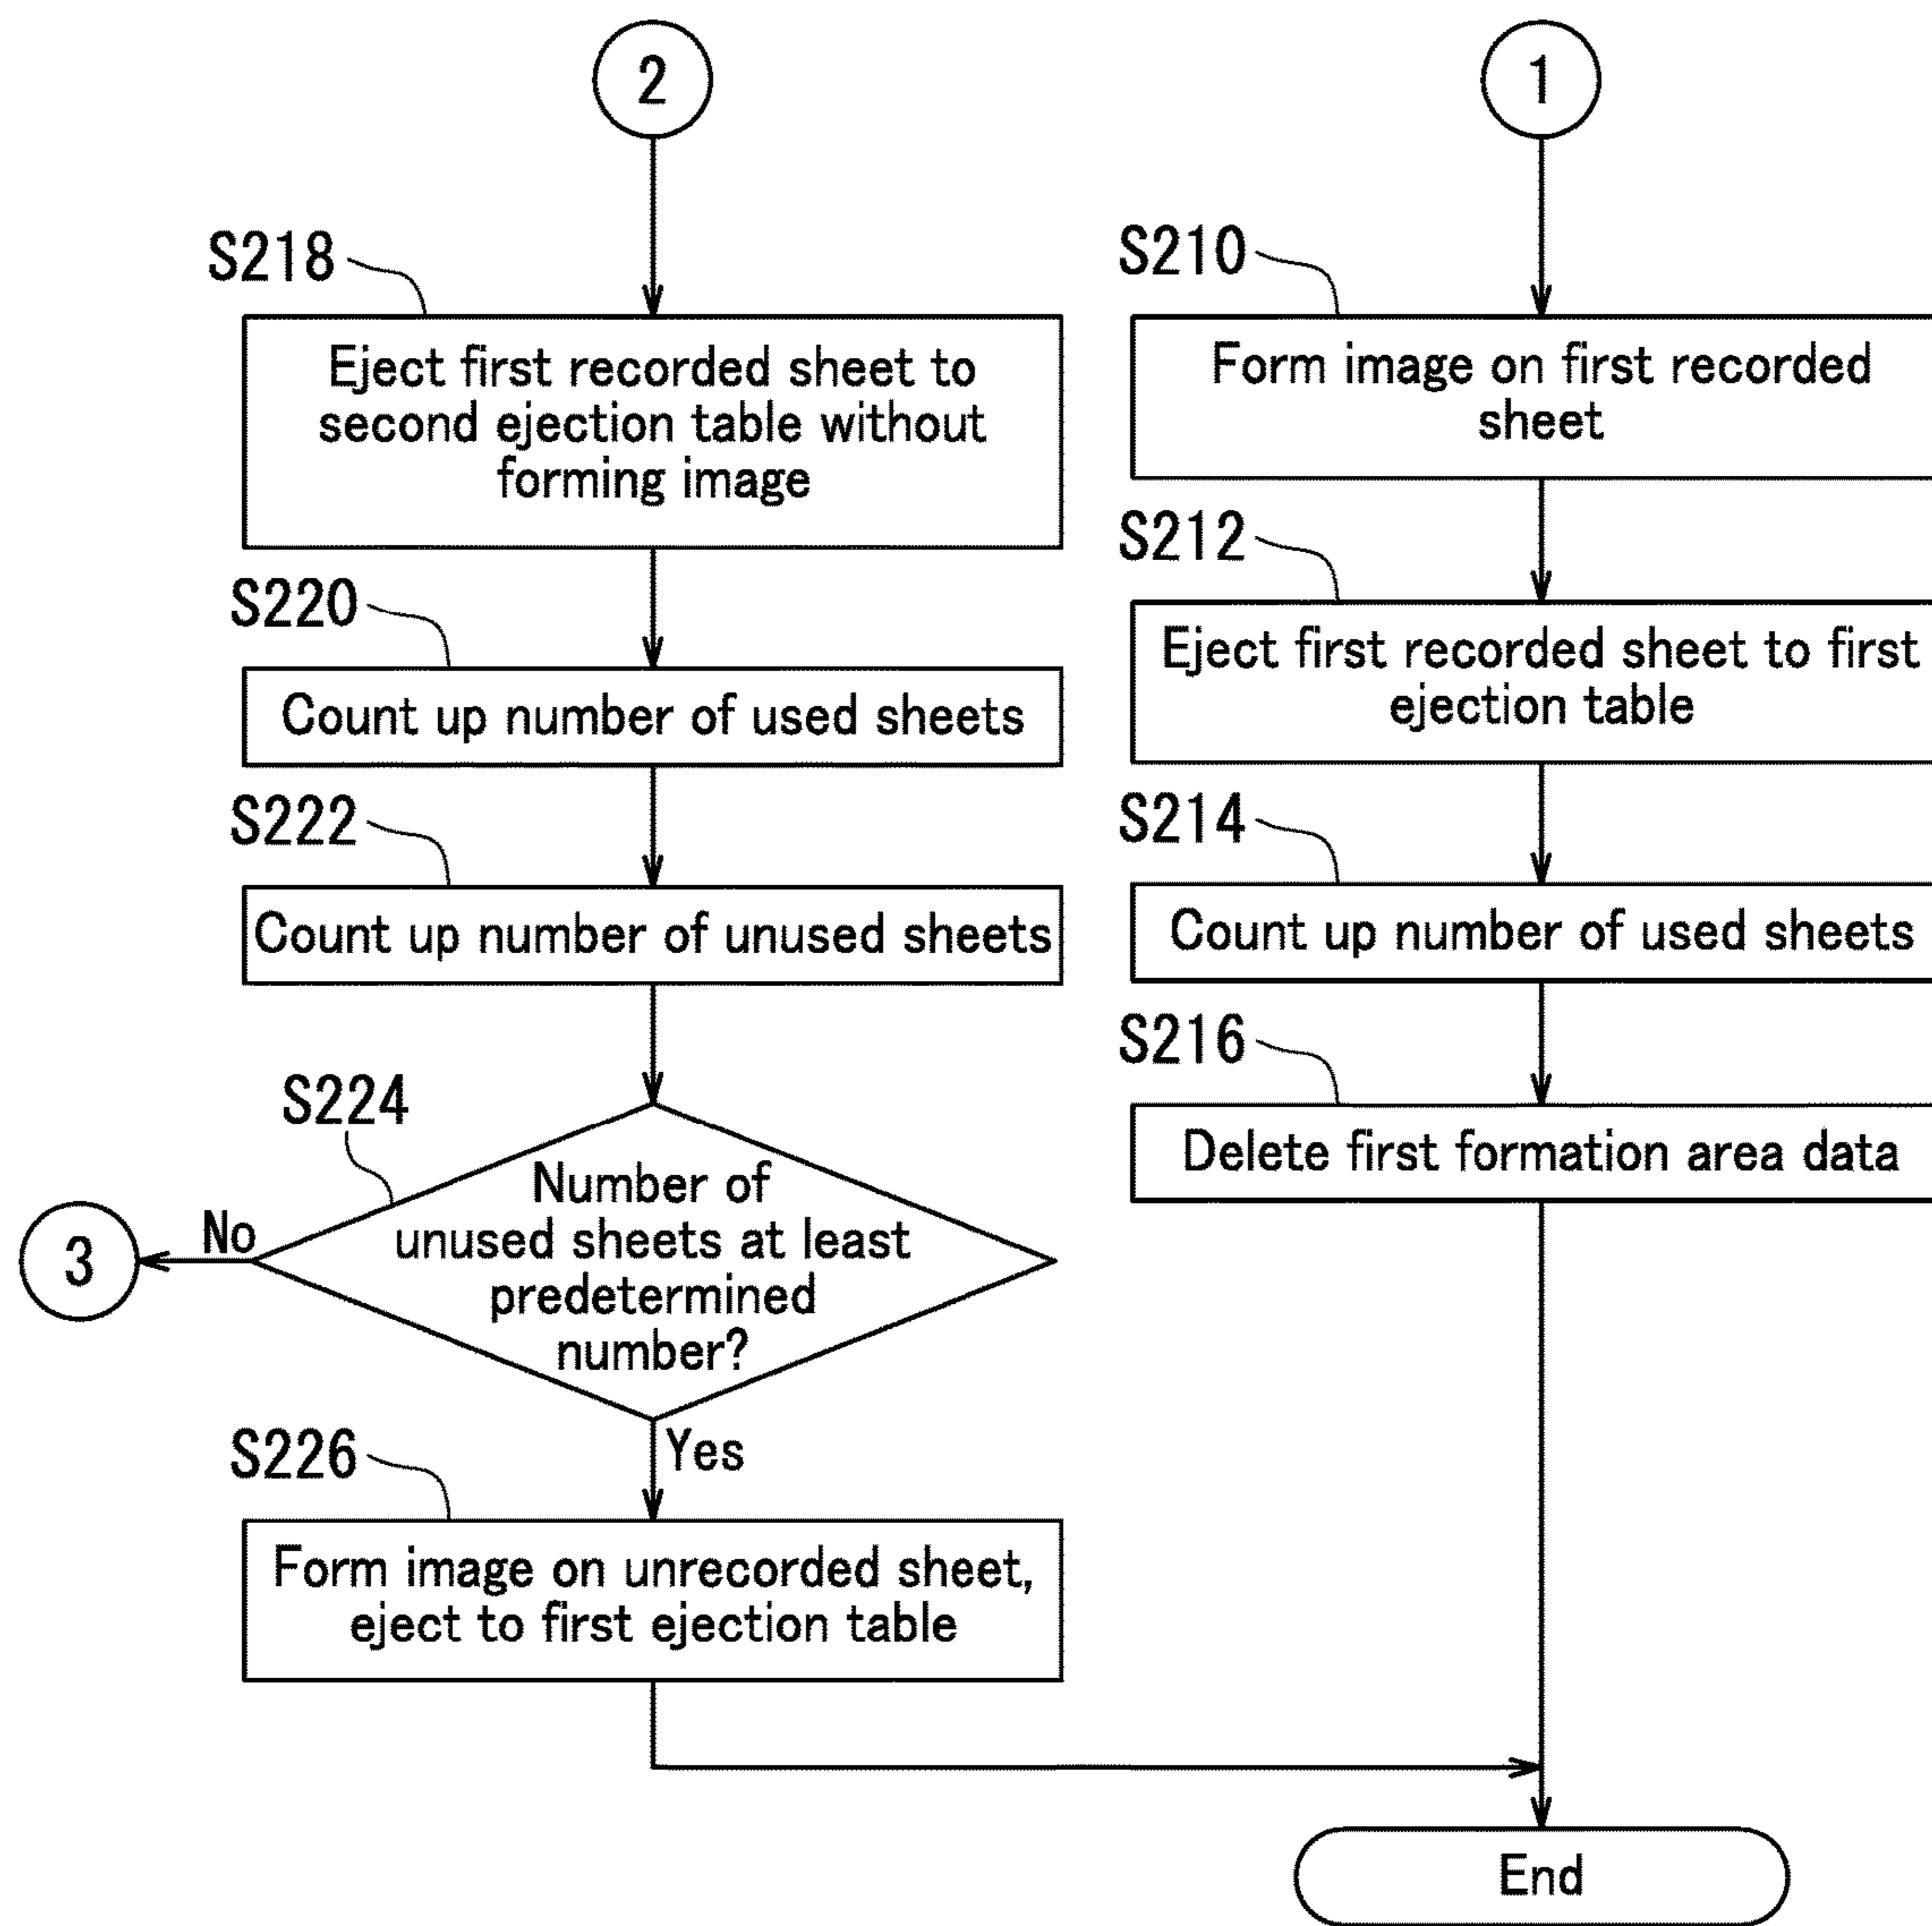 2
S218
Eject first recorded sheet to
second ejection table without
forming image
S220
Count up number of used sheets
S222
Count up number of unused sheets
S224
Number of
unused sheets at least
predetermined
number?
No
3
Yes
S226
Form image on unrecorded sheet,
eject to first ejection table
1
S210
Form image on first recorded
sheet
S212
Eject first recorded sheet to first
ejection table
S214
Count up number of used sheets
S216
Delete first formation area data
End